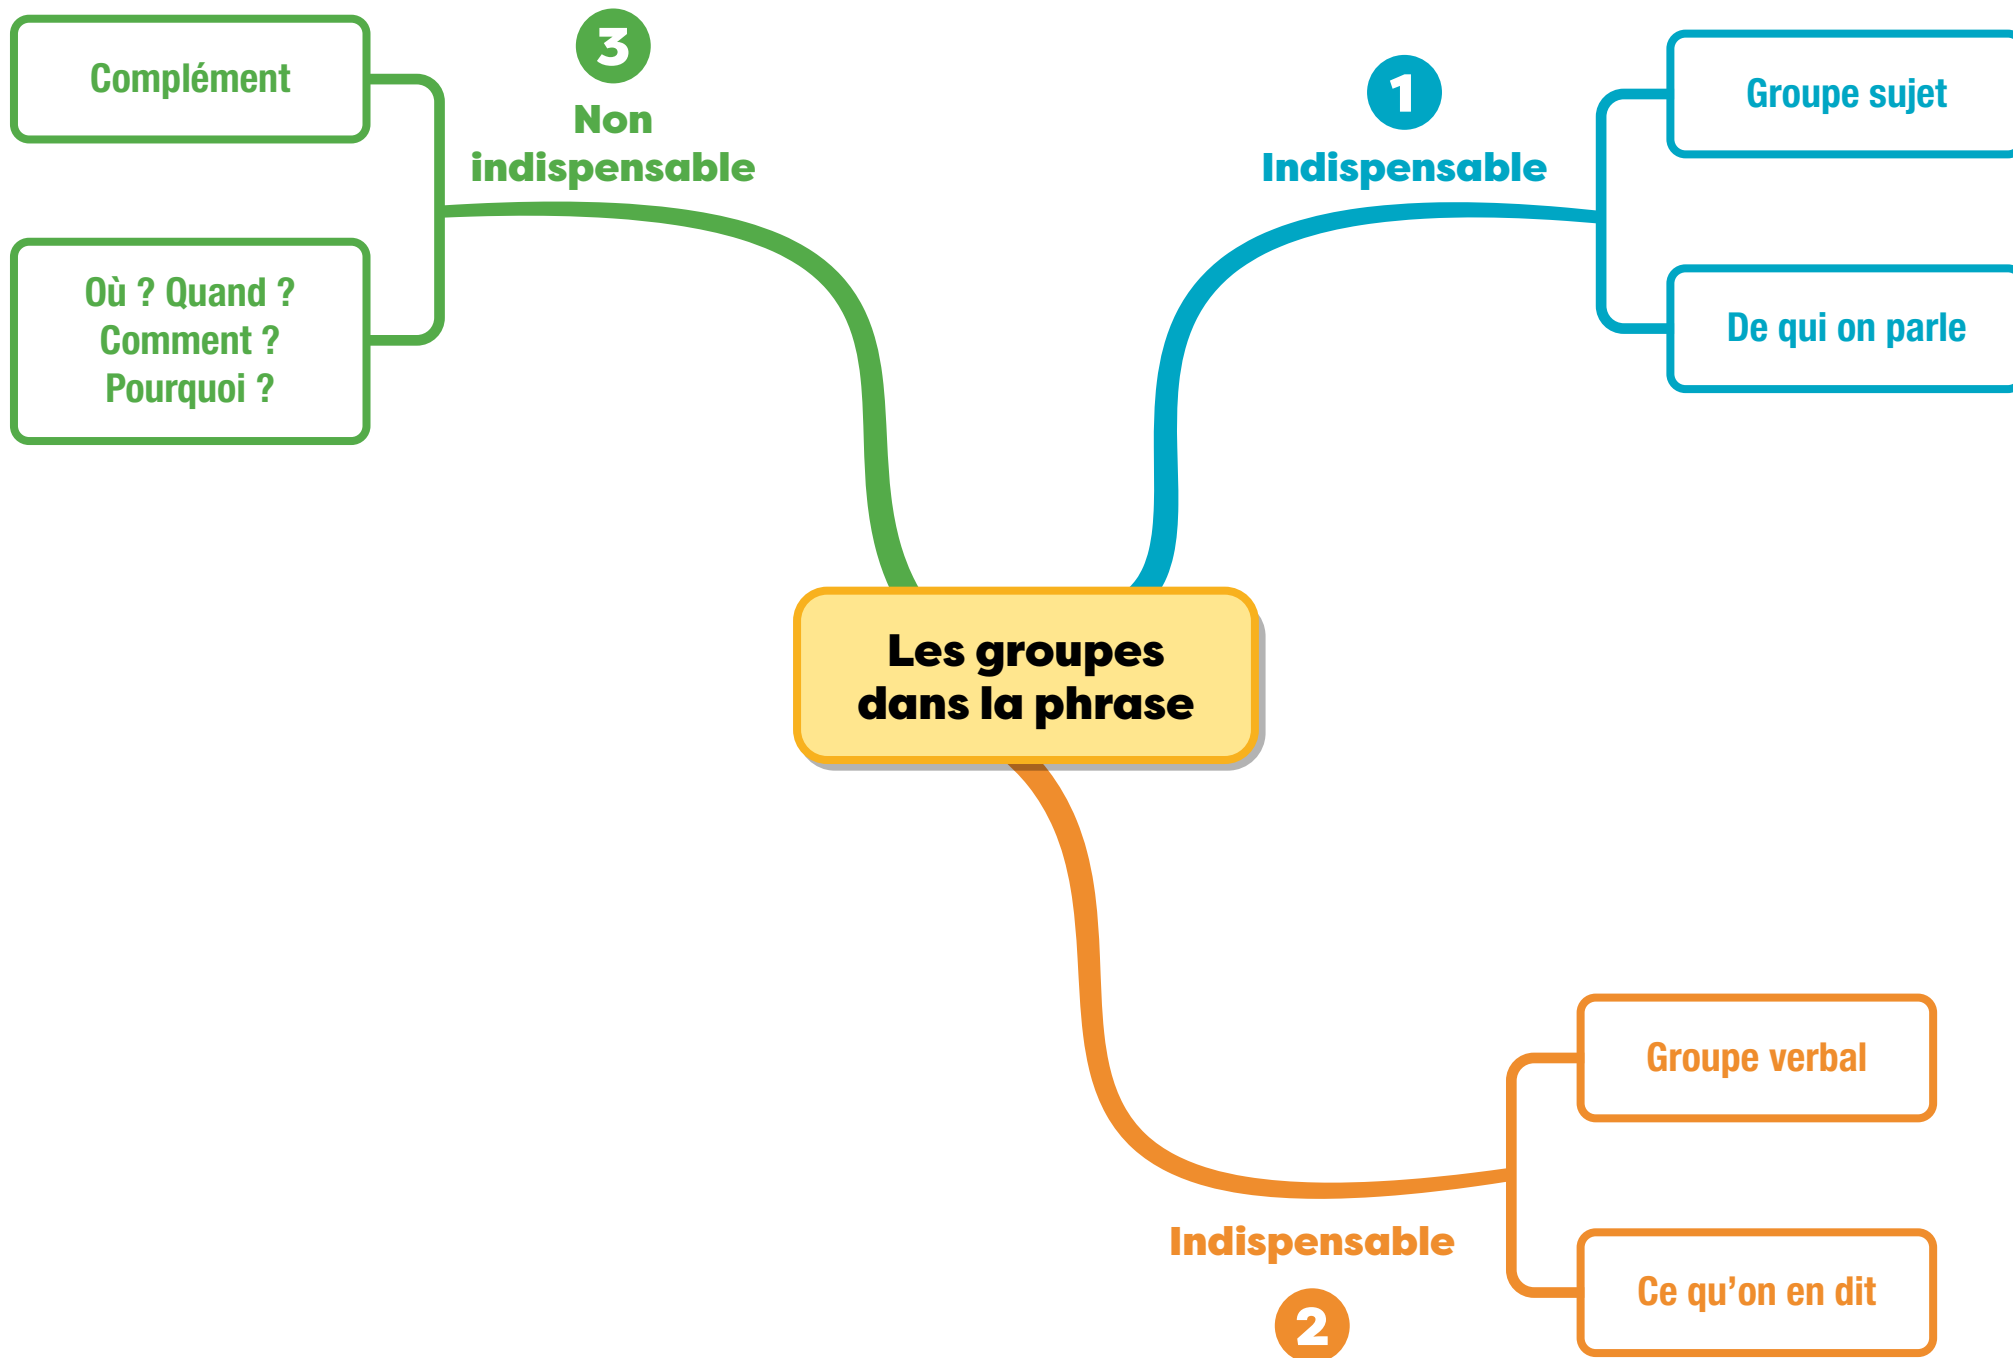 Complément
Où ? Quand ?
Comment ?
Pourquoi ?
3
Non
indispensable
1
Indispensable
Groupe sujet
De qui on parle
Les groupes
dans la phrase
Groupe verbal
Ce qu’on en dit
Indispensable
2